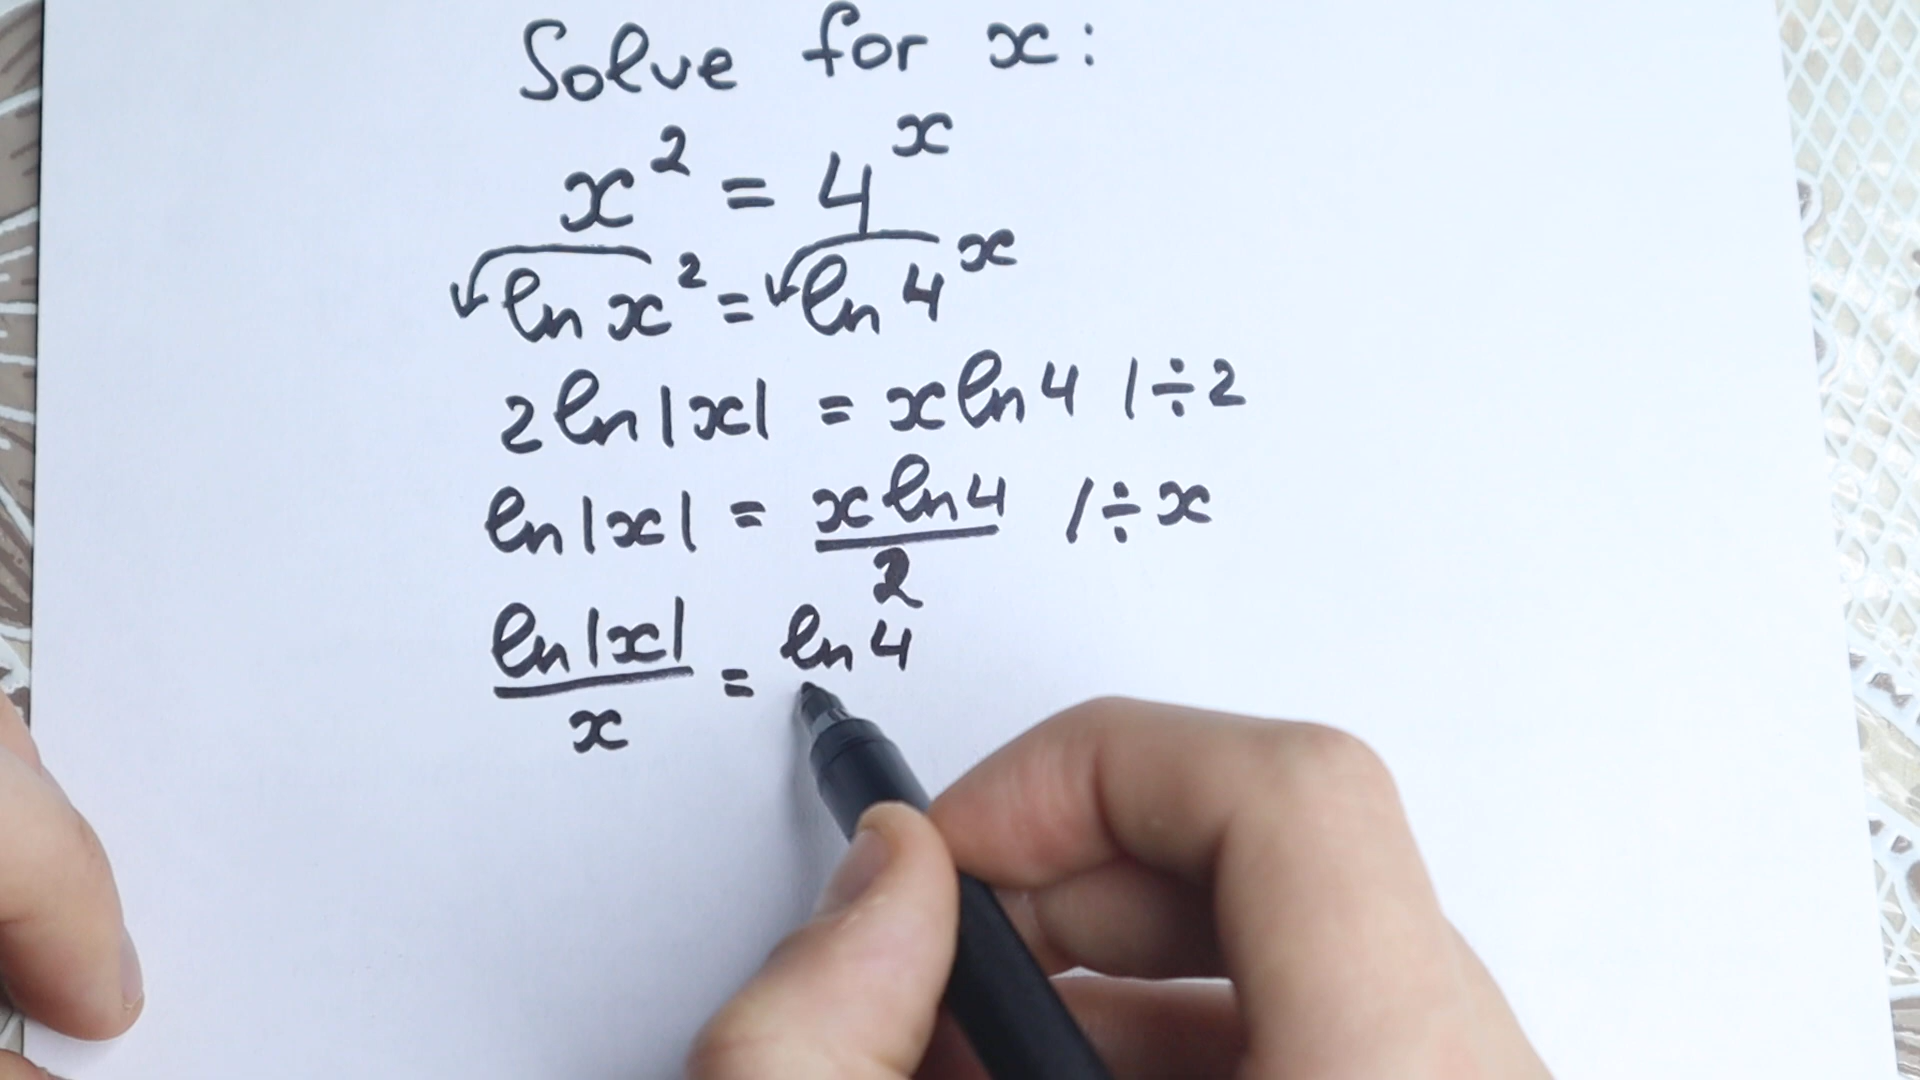 Solve for x:
x² = 4ˣ
ln x² = ln 4ˣ
2 ln |x| = x ln 4 / ÷ 2
ln |x| = x ln 4 / 2 / ÷ x
ln |x| / x = ln 4